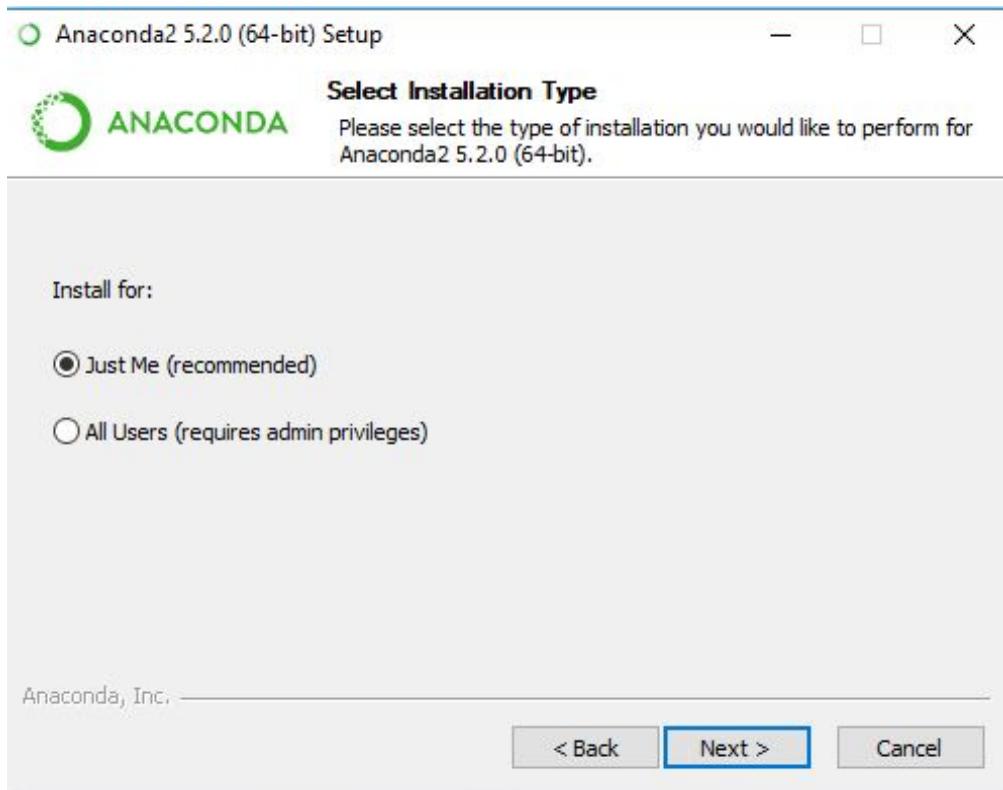 Anaconda2 5.2.0 (64-bit) Setup
ANACONDA
Select Installation Type
Please select the type of installation you would like to perform for
Anaconda2 5.2.0 (64-bit).
Install for:
Just Me (recommended)
All Users (requires admin privileges)
Anaconda, Inc.
< Back Next > Cancel